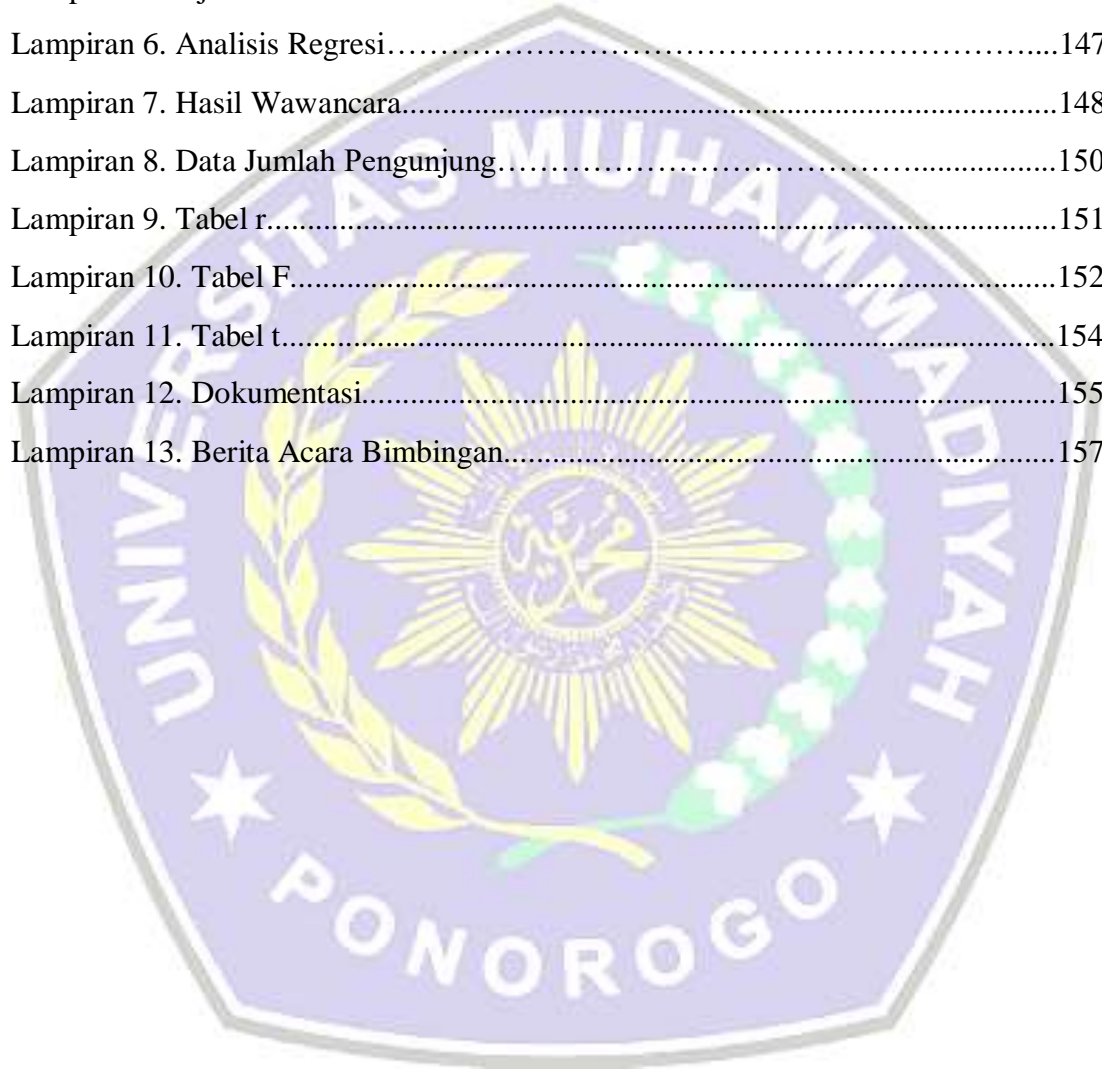 Lampiran 6. Analisis Regresi…………………………………………………………....147
Lampiran 7. Hasil Wawancara.....................................................................................148
Lampiran 8. Data Jumlah Pengunjung……………………………………...................150
Lampiran 9. Tabel r.......................................................................................................151
Lampiran 10. Tabel F....................................................................................................152
Lampiran 11. Tabel t.....................................................................................................154
Lampiran 12. Dokumentasi...........................................................................................155
Lampiran 13. Berita Acara Bimbingan.........................................................................157
UNIVERSITAS MUHAMMADIYAH
PONOROGO